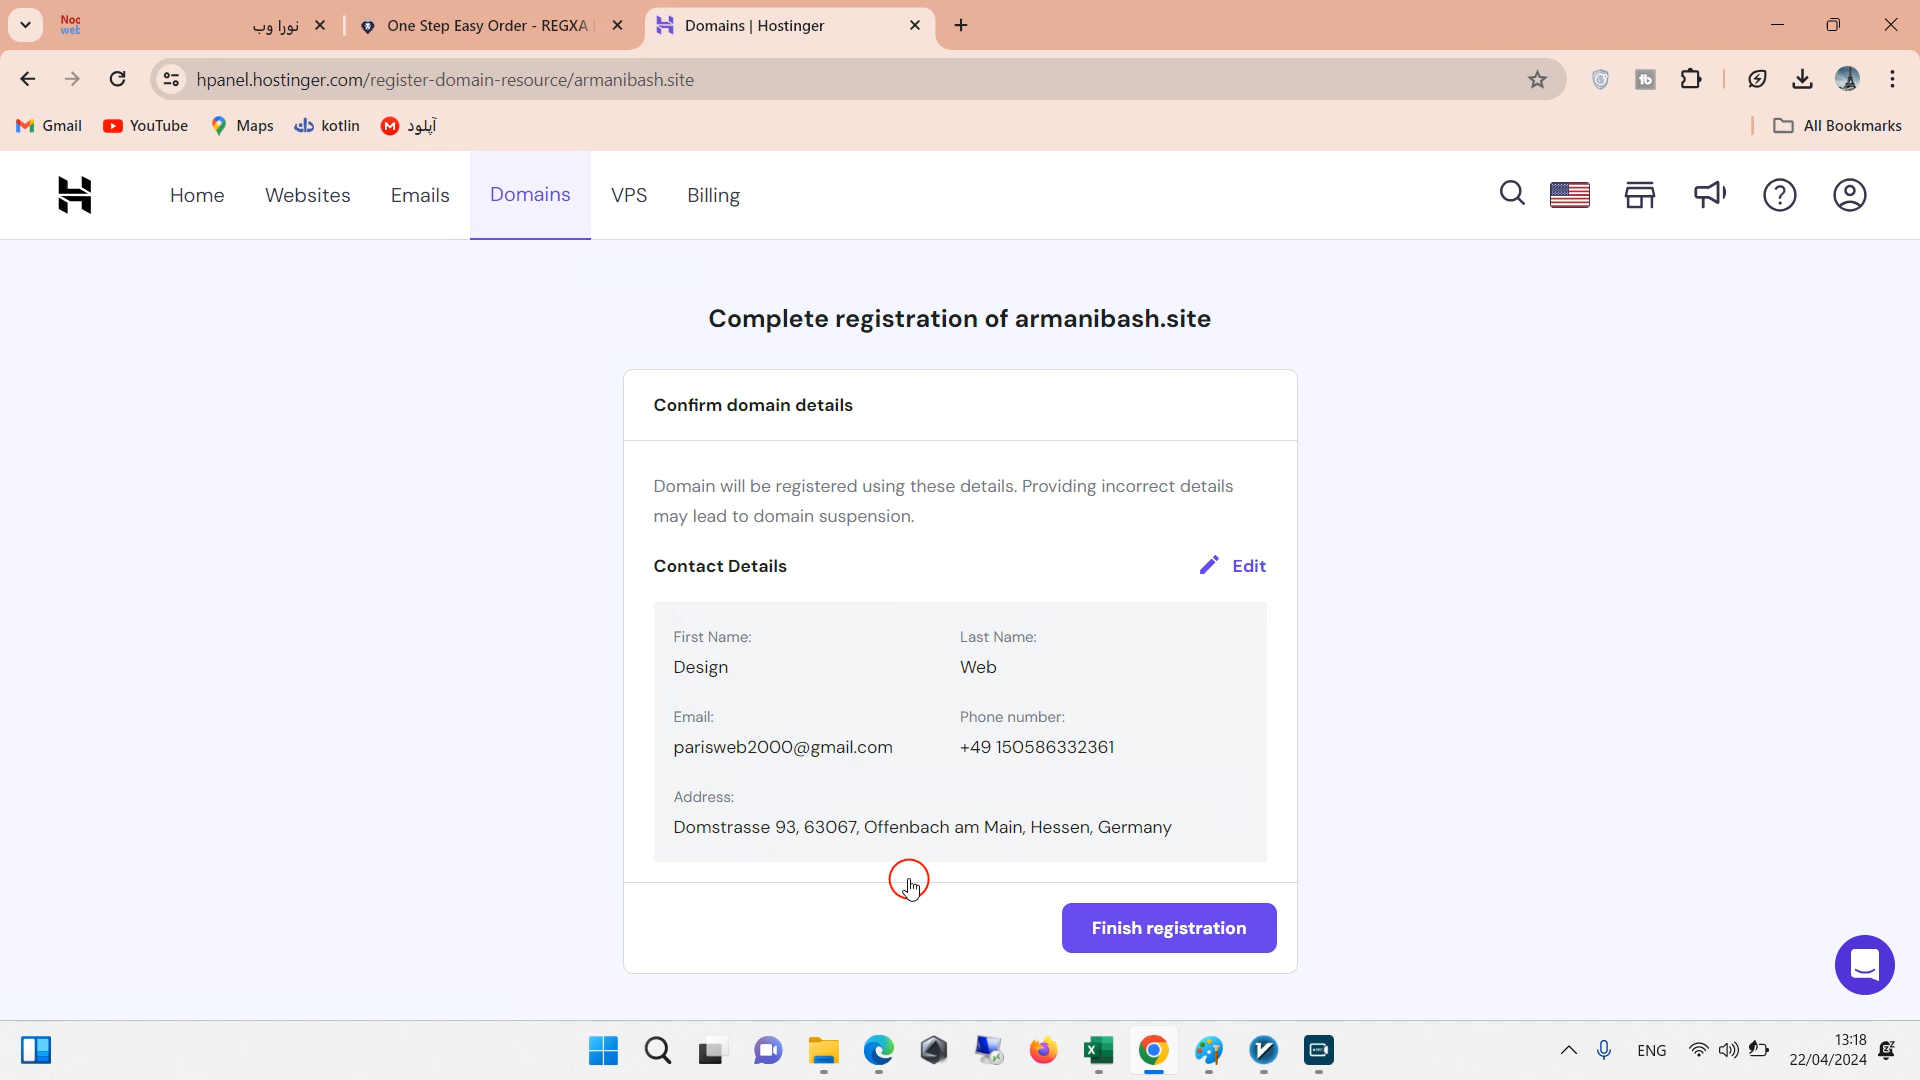 Noo
web
نورا وب
One Step Easy Order - REGXA
Domains | Hostinger
hpanel.hostinger.com/register-domain-resource/armanibash.site
Gmail
YouTube
Maps
kotlin
آپلود
All Bookmarks
Home
Websites
Emails
Domains
VPS
Billing
Complete registration of armanibash.site
Confirm domain details
Domain will be registered using these details. Providing incorrect details
may lead to domain suspension.
Contact Details
Edit
First Name:
Last Name:
Design
Web
Email:
Phone number:
parisweb2000@gmail.com
+49 150586332361
Address:
Domstrasse 93, 63067, Offenbach am Main, Hessen, Germany
Finish registration
ENG
13:18
22/04/2024